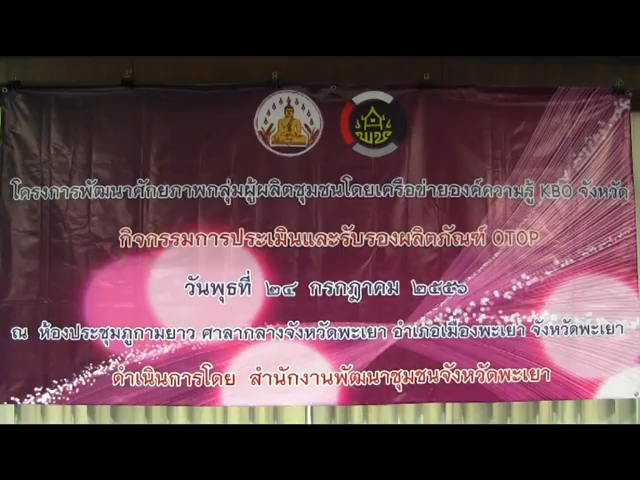 โครงการพัฒนาศักยภาพกลุ่มผู้ผลิตชุมชนโดยเครือข่ายองค์ความรู้ KBO จังหวัด
กิจกรรมการประเมินและรับรองผลิตภัณฑ์ OTOP
วันพุธที่ ๒๔ กรกฎาคม ๒๕๕๖
ณ ห้องประชุมภูกามยาว ศาลากลางจังหวัดพะเยา อำเภอเมืองพะเยา จังหวัดพะเยา
ดำเนินการโดย สำนักงานพัฒนาชุมชนจังหวัดพะเยา